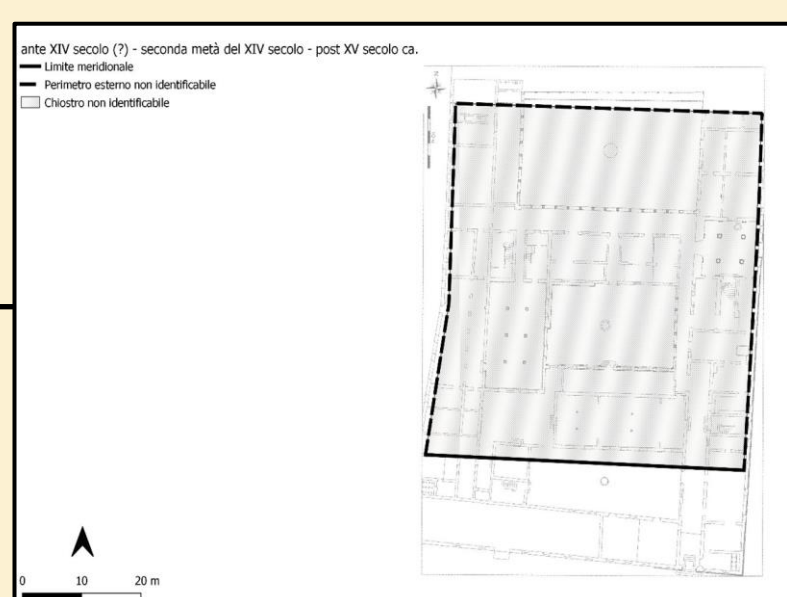 ante XIV secolo (?) - seconda metà del XIV secolo - post XV secolo ca.
Limite meridionale
Perimetro esterno non identificabile
Chiostro non identificabile
0 10 20 m